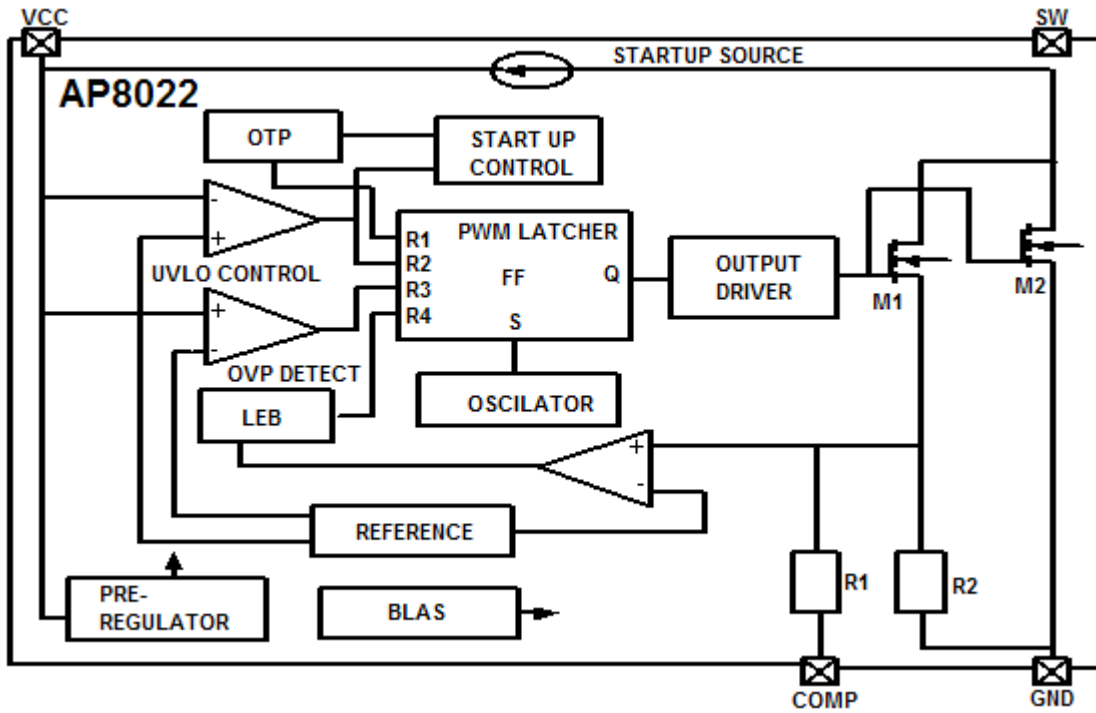 VCC
SW
STARTUP SOURCE
AP8022
OTP
START UP
CONTROL
-
+
UVLO CONTROL
R1
R2
R3
R4
PWM LATCHER
FF
Q
S
OUTPUT
DRIVER
M1
M2
+
-
OVP DETECT
LEB
OSCILATOR
+
-
REFERENCE
PRE-
REGULATOR
BLAS
R1
R2
COMP
GND